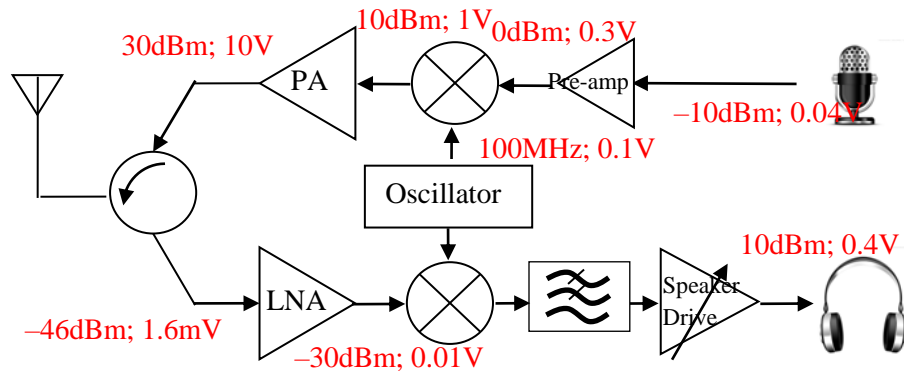 10dBm; 1V
0dBm; 0.3V
30dBm; 10V
PA
Pre-amp
–10dBm; 0.04V
100MHz; 0.1V
Oscillator
10dBm; 0.4V
LNA
Speaker
Drive
–46dBm; 1.6mV
–30dBm; 0.01V